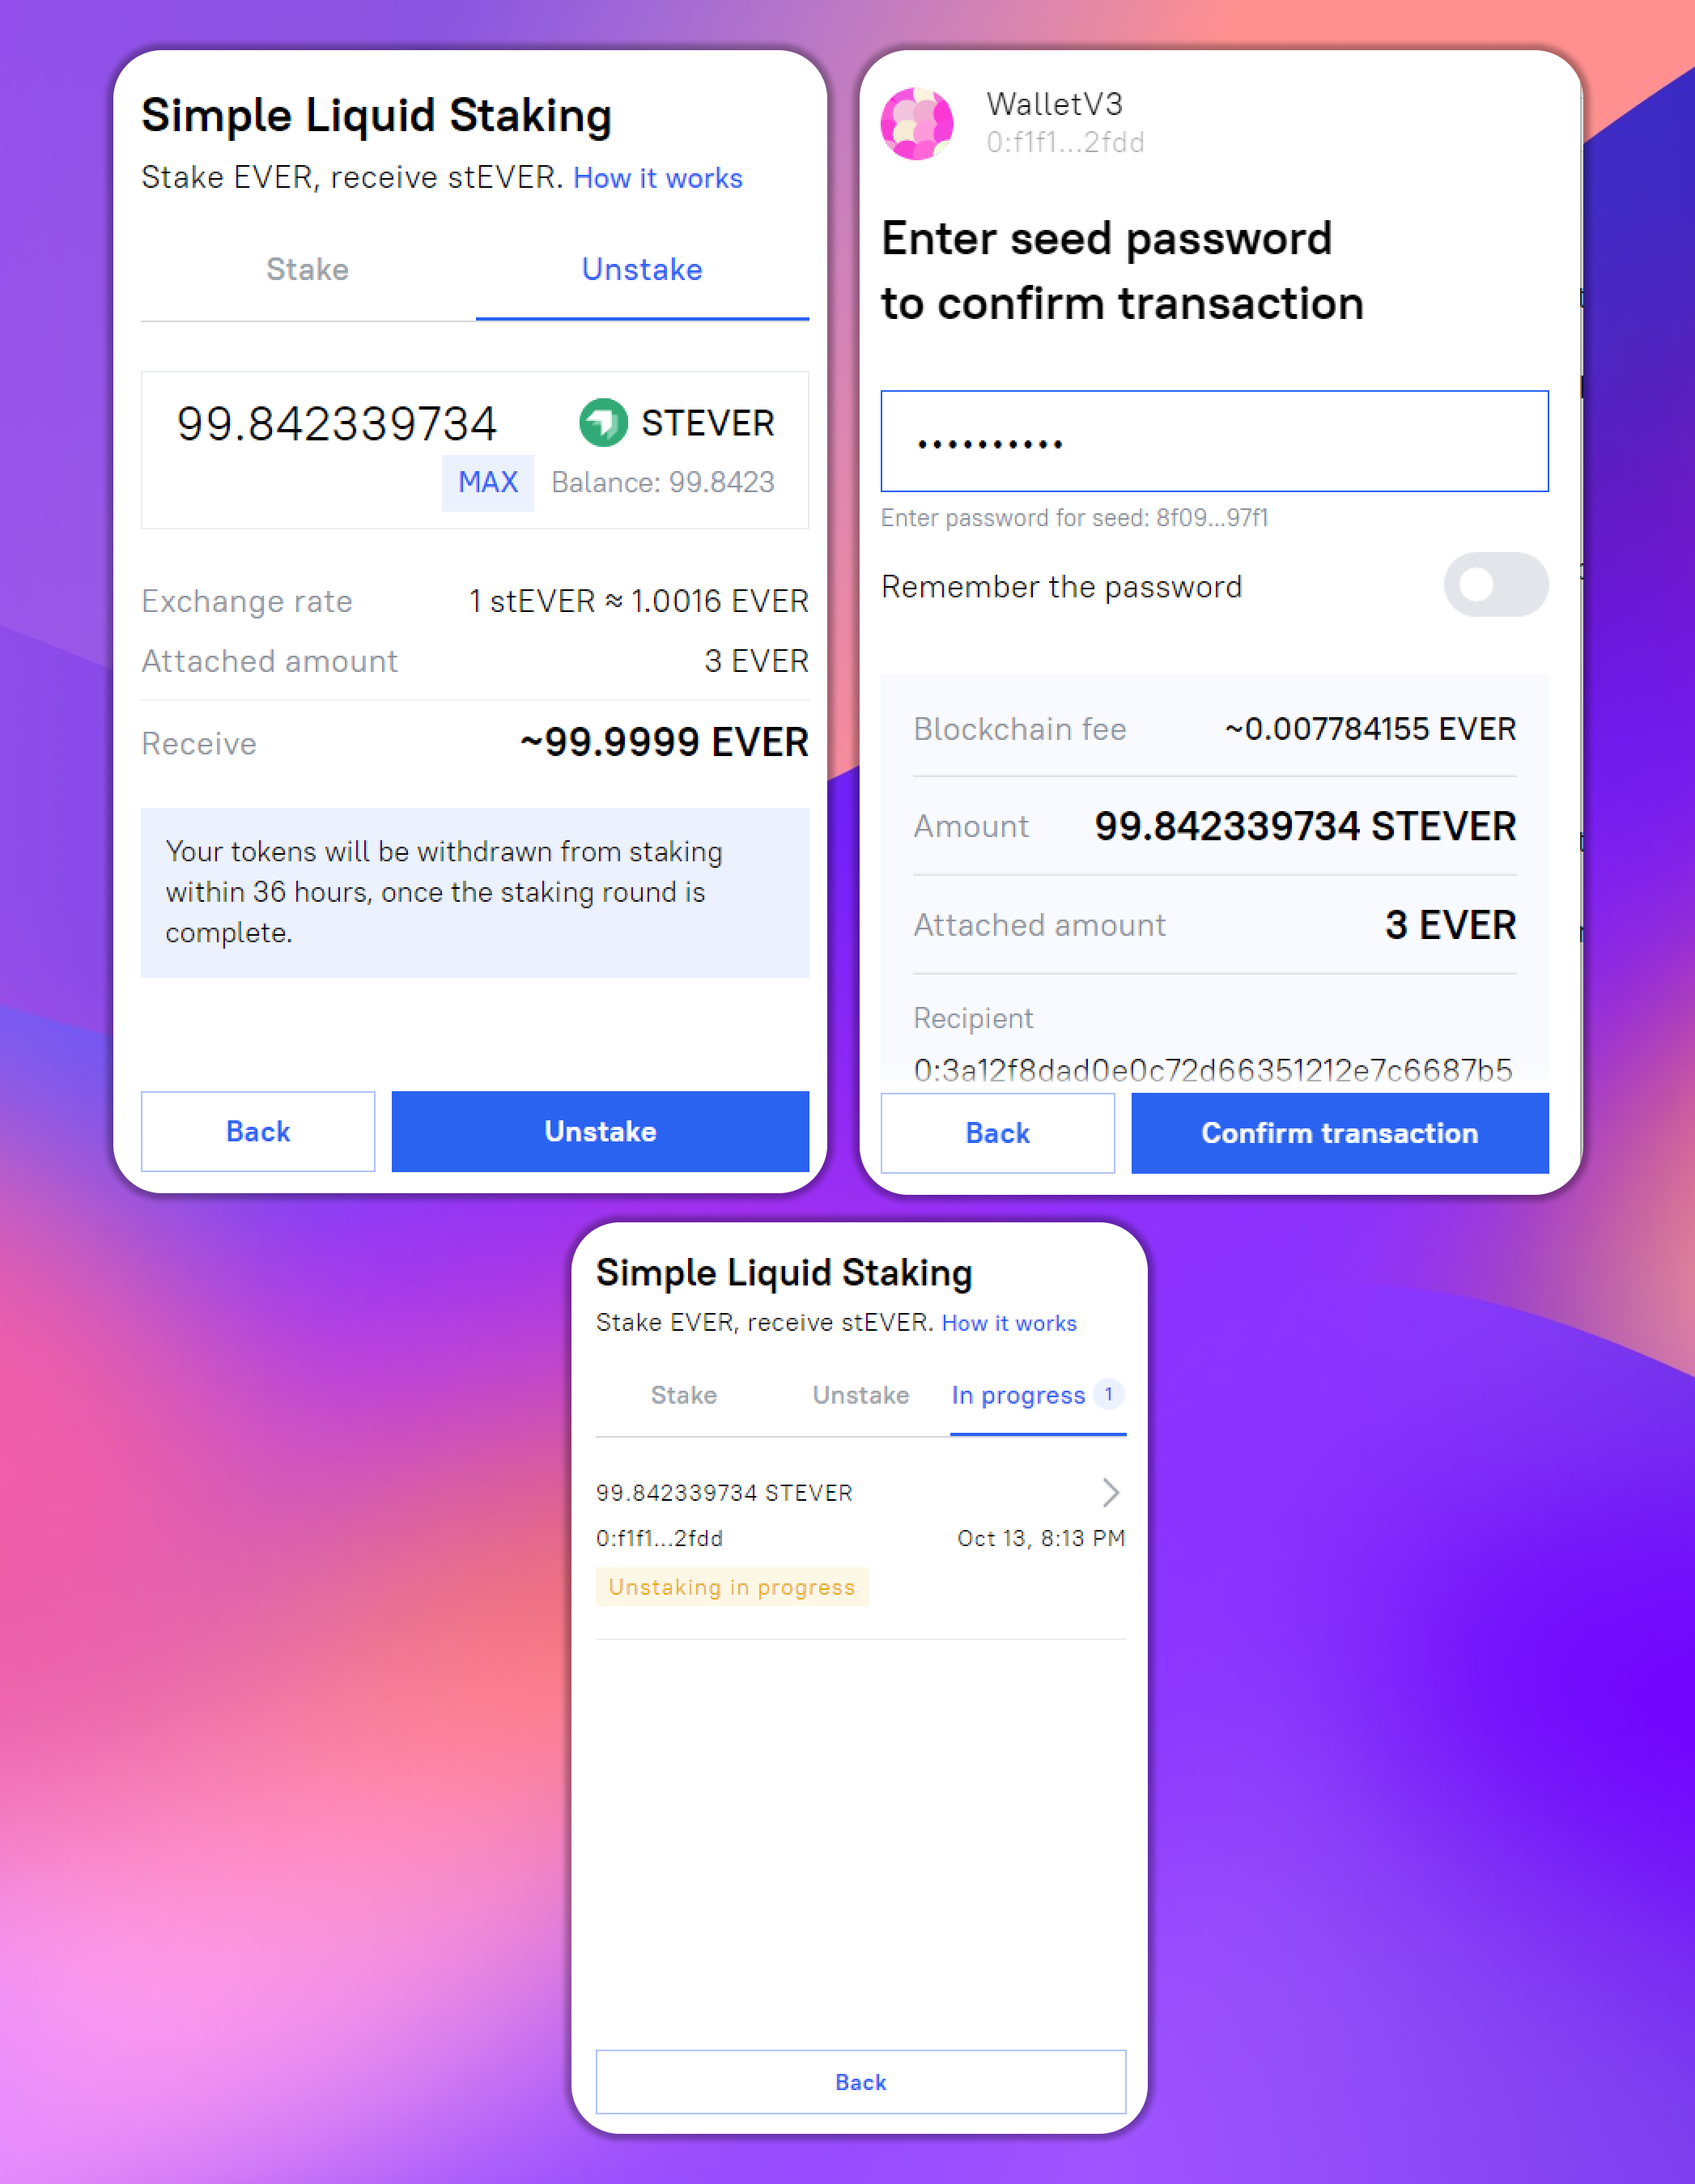 Simple Liquid Staking
Stake EVER, receive stEVER. How it works
Stake Unstake
99.842339734 STEVER
MAX Balance: 99.8423
Exchange rate 1 stEVER ≈ 1.0016 EVER
Attached amount 3 EVER
Receive ~99.9999 EVER
Your tokens will be withdrawn from staking
within 36 hours, once the staking round is
complete.
Back Unstake
WalletV3
0:f1f1...2fdd
Enter seed password
to confirm transaction
••••••••••
Enter password for seed: 8f09...97f1
Remember the password
Blockchain fee ~0.007784155 EVER
Amount 99.842339734 STEVER
Attached amount 3 EVER
Recipient
0:3a12f8dad0e0c72d66351212e7c6687b5
Back Confirm transaction
Simple Liquid Staking
Stake EVER, receive stEVER. How it works
Stake Unstake In progress 1
99.842339734 STEVER
0:f1f1...2fdd Oct 13, 8:13 PM
Unstaking in progress
Back